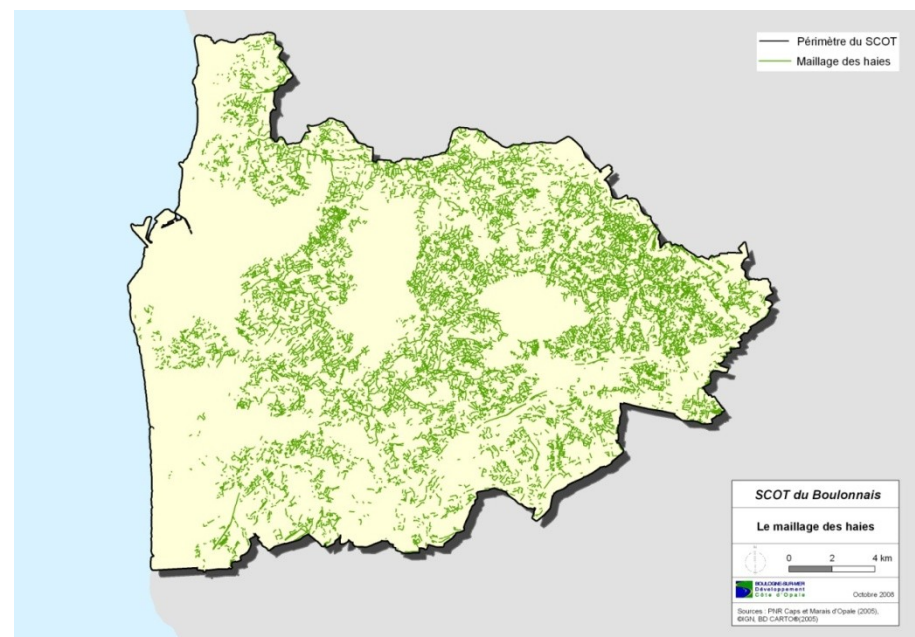 Périmètre du SCOT
Maillage des haies
SCOT du Boulonnais
Le maillage des haies
0 2 4 km
BOULOGNE-SUR-MER
Développement
Côte d'Opale
Octobre 2008
Sources : PNR Caps et Marais d'Opale (2005),
©IGN, BD CARTO®(2005)